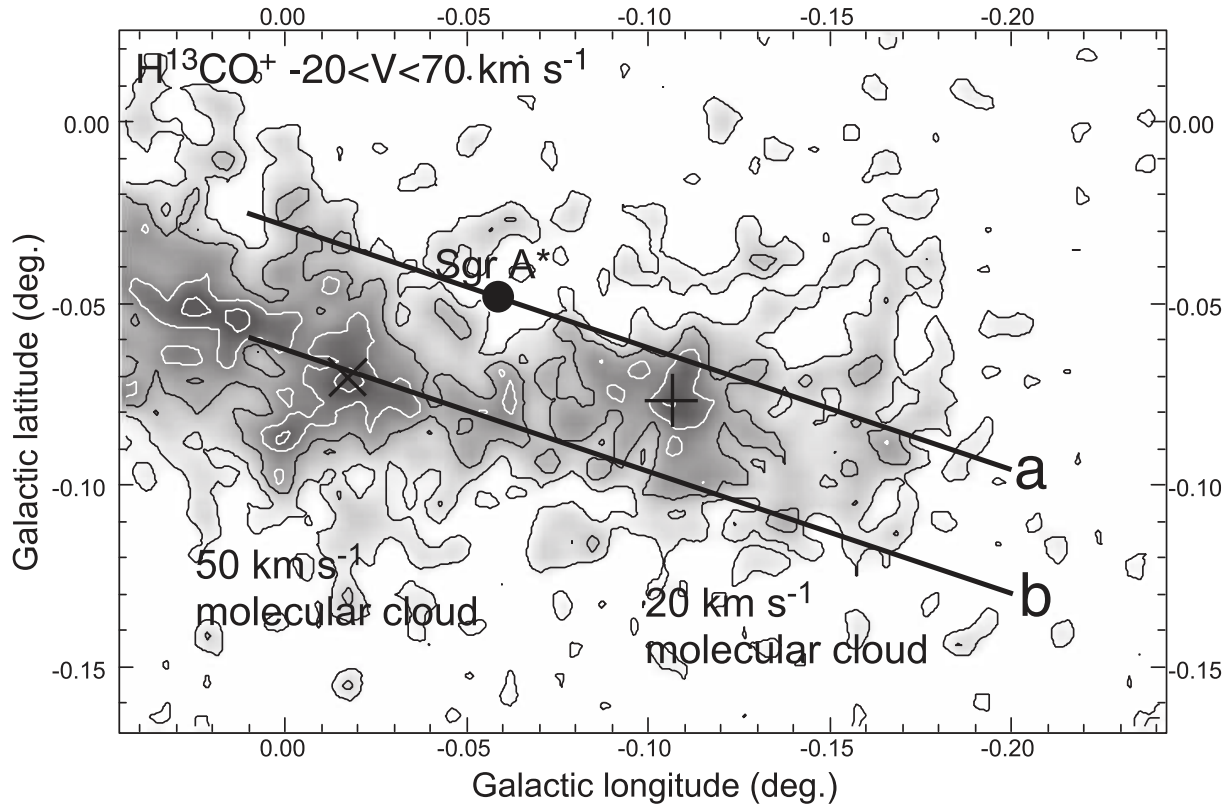 0.00 -0.05 -0.10 -0.15 -0.20
H¹³CO⁺ -20<V<70 km s⁻¹
0.00 0.00
Sgr A*
-0.05 -0.05
a
-0.10 -0.10
50 km s⁻¹
molecular cloud
20 km s⁻¹
molecular cloud
b
-0.15 -0.15
0.00 -0.05 -0.10 -0.15 -0.20
Galactic longitude (deg.)
Galactic latitude (deg.)